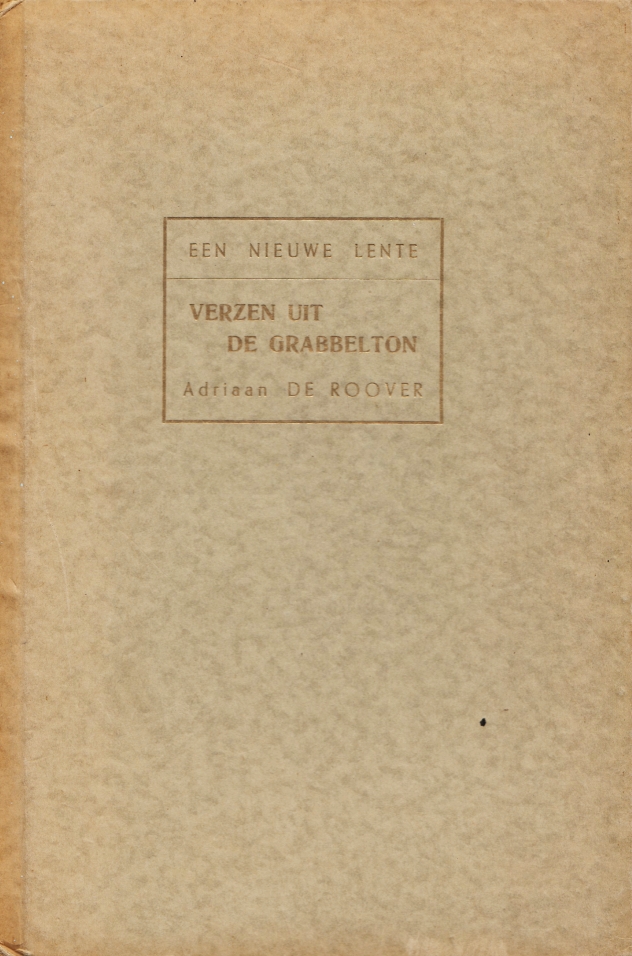 EEN NIEUWE LENTE
VERZEN UIT
DE GRABBELTON
Adriaan DE ROOVER